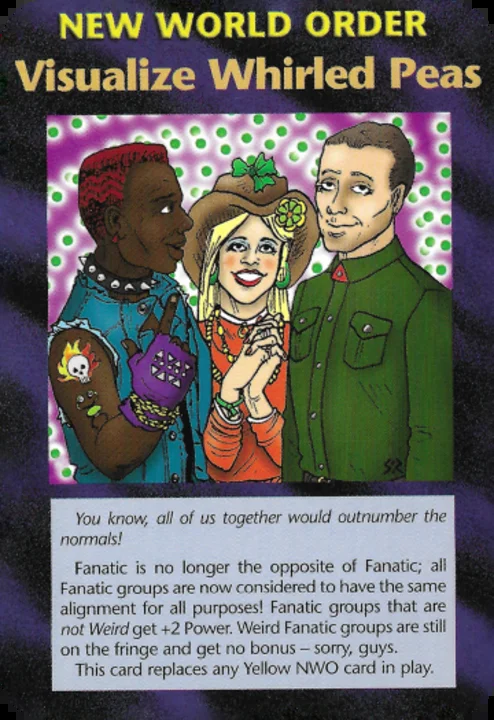 NEW WORLD ORDER
Visualize Whirled Peas
SR
You know, all of us together would outnumber the
normals!
Fanatic is no longer the opposite of Fanatic; all
Fanatic groups are now considered to have the same
alignment for all purposes! Fanatic groups that are
not Weird get +2 Power. Weird Fanatic groups are still
on the fringe and get no bonus – sorry, guys.
This card replaces any Yellow NWO card in play.